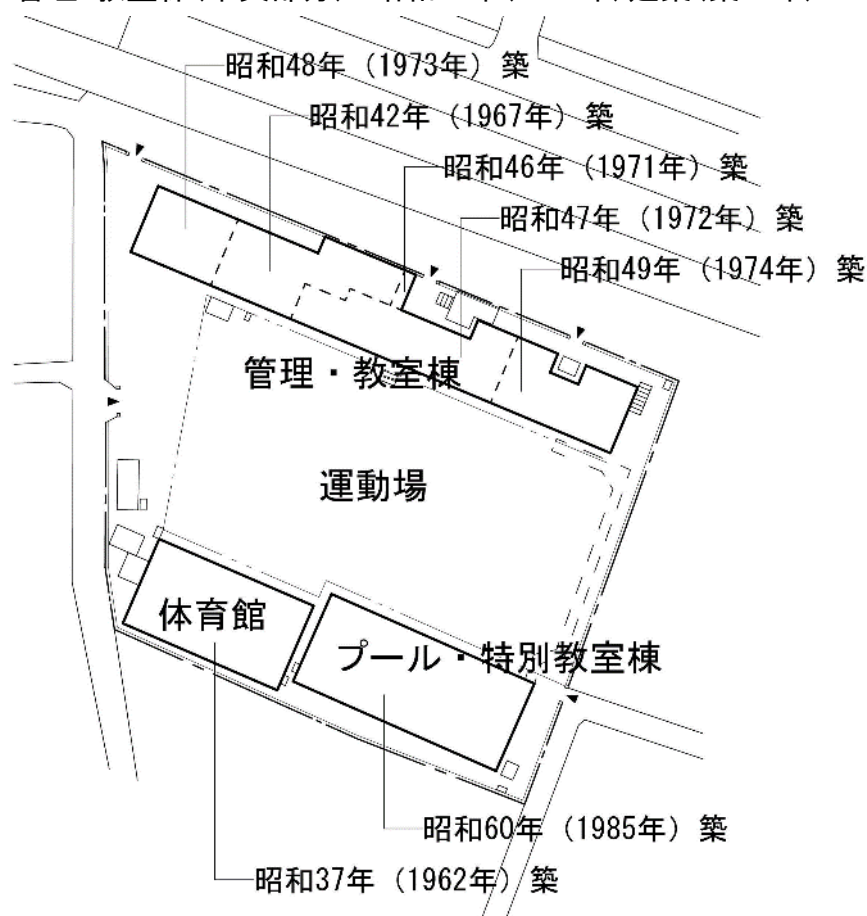 昭和48年（1973年）築
昭和42年（1967年）築
昭和46年（1971年）築
昭和47年（1972年）築
昭和49年（1974年）築
管理・教室棟
運動場
体育館
プール・特別教室棟
昭和60年（1985年）築
昭和37年（1962年）築